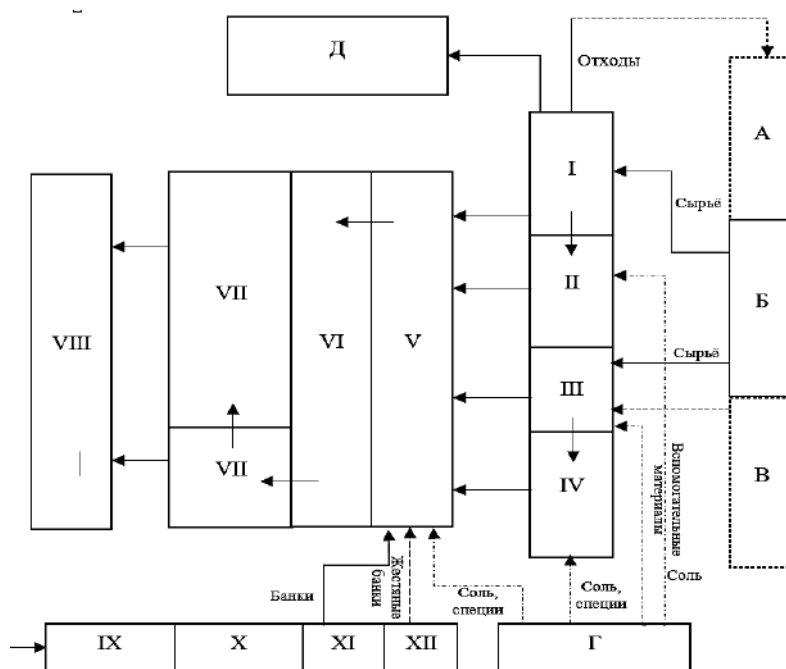 Д
Отходы
А
I
Сырьё
II
Б
VII
VIII
VI
V
Сырьё
III
VII
IV
Вспомогательные
материалы
В
Жестяные
банки
Соль
Банки
Соль,
специи
Соль,
специи
IX
X
XI
XII
Г